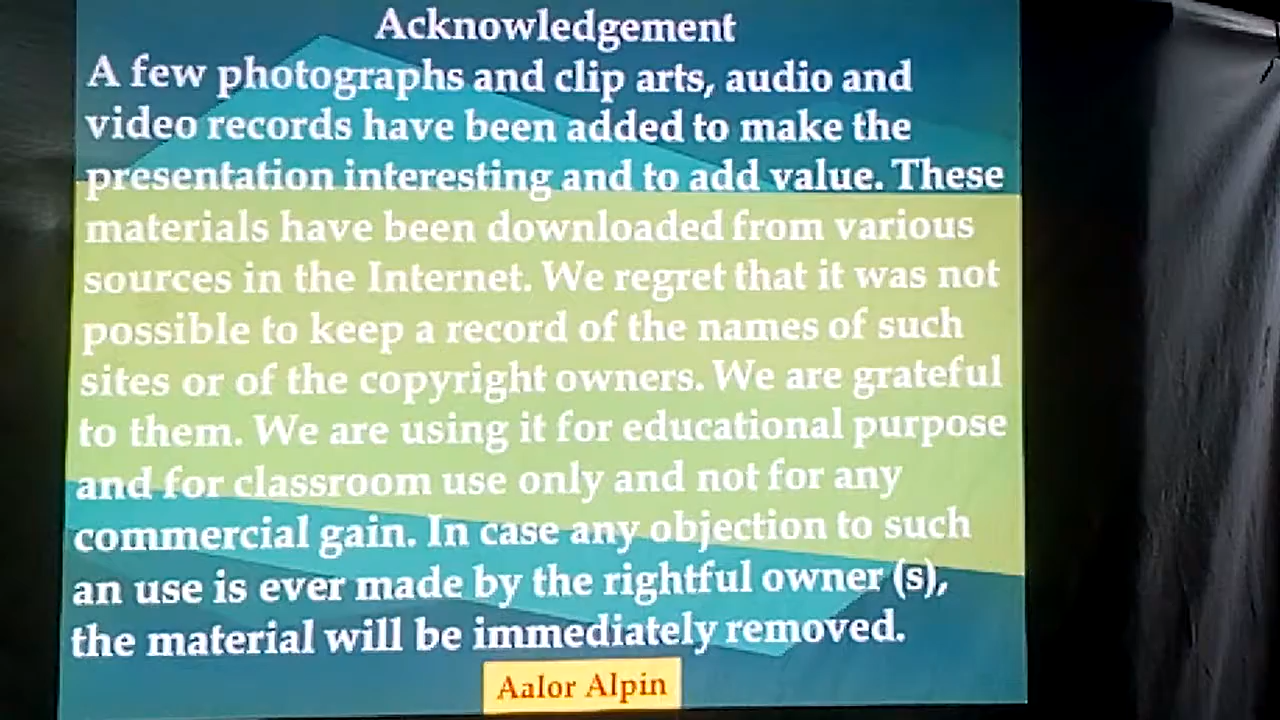 Acknowledgement
A few photographs and clip arts, audio and
video records have been added to make the
presentation interesting and to add value. These
materials have been downloaded from various
sources in the Internet. We regret that it was not
possible to keep a record of the names of such
sites or of the copyright owners. We are grateful
to them. We are using it for educational purpose
and for classroom use only and not for any
commercial gain. In case any objection to such
an use is ever made by the rightful owner (s),
the material will be immediately removed.
Aalor Alpin